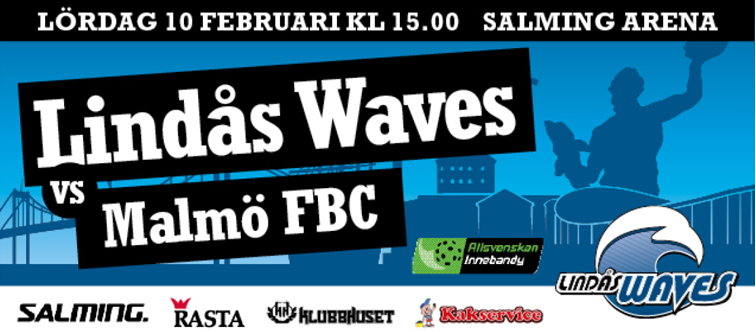 LÖRDAG 10 FEBRUARI KL 15.00 SALMING ARENA
Lindås Waves
vs
Malmö FBC
Allsvenskan
Innebandy
LINDÅS WAVES
SALMING. RASTA KLUBBHUSET Kakservice